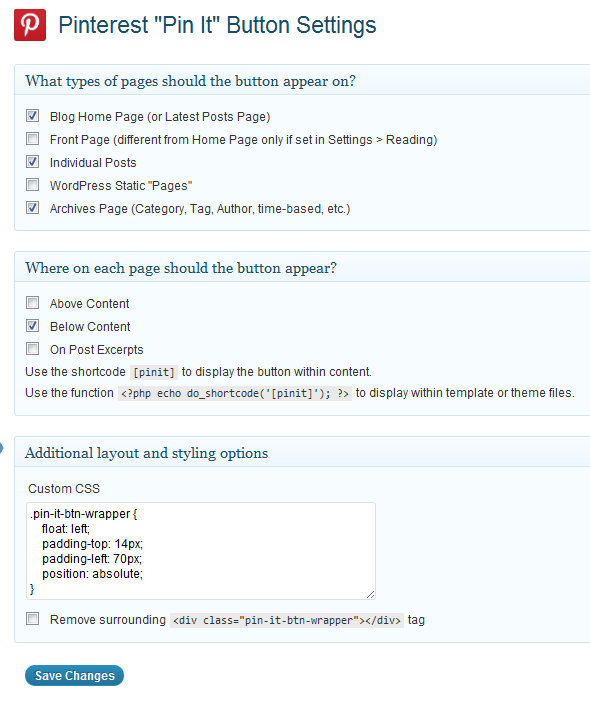 Pinterest "Pin It" Button Settings
What types of pages should the button appear on?
Blog Home Page (or Latest Posts Page)
Front Page (different from Home Page only if set in Settings > Reading)
Individual Posts
WordPress Static "Pages"
Archives Page (Category, Tag, Author, time-based, etc.)
Where on each page should the button appear?
Above Content
Below Content
On Post Excerpts
Use the shortcode [pinit] to display the button within content.
Use the function <?php echo do_shortcode('[pinit]'); ?> to display within template or theme files.
Additional layout and styling options
Custom CSS
.pin-it-btn-wrapper {
float: left;
padding-top: 14px;
padding-left: 70px;
position: absolute;
}
Remove surrounding <div class="pin-it-btn-wrapper"></div> tag
Save Changes